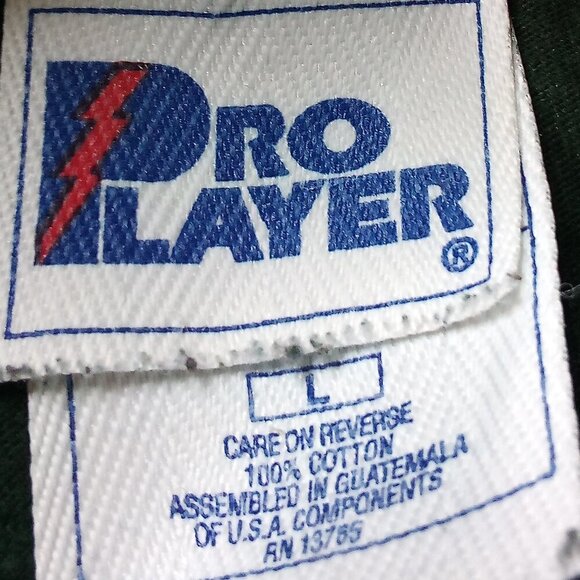 PRO
PLAYER®
L
CARE ON REVERSE
100% COTTON
ASSEMBLED IN GUATEMALA
OF U.S.A. COMPONENTS
RN 13765